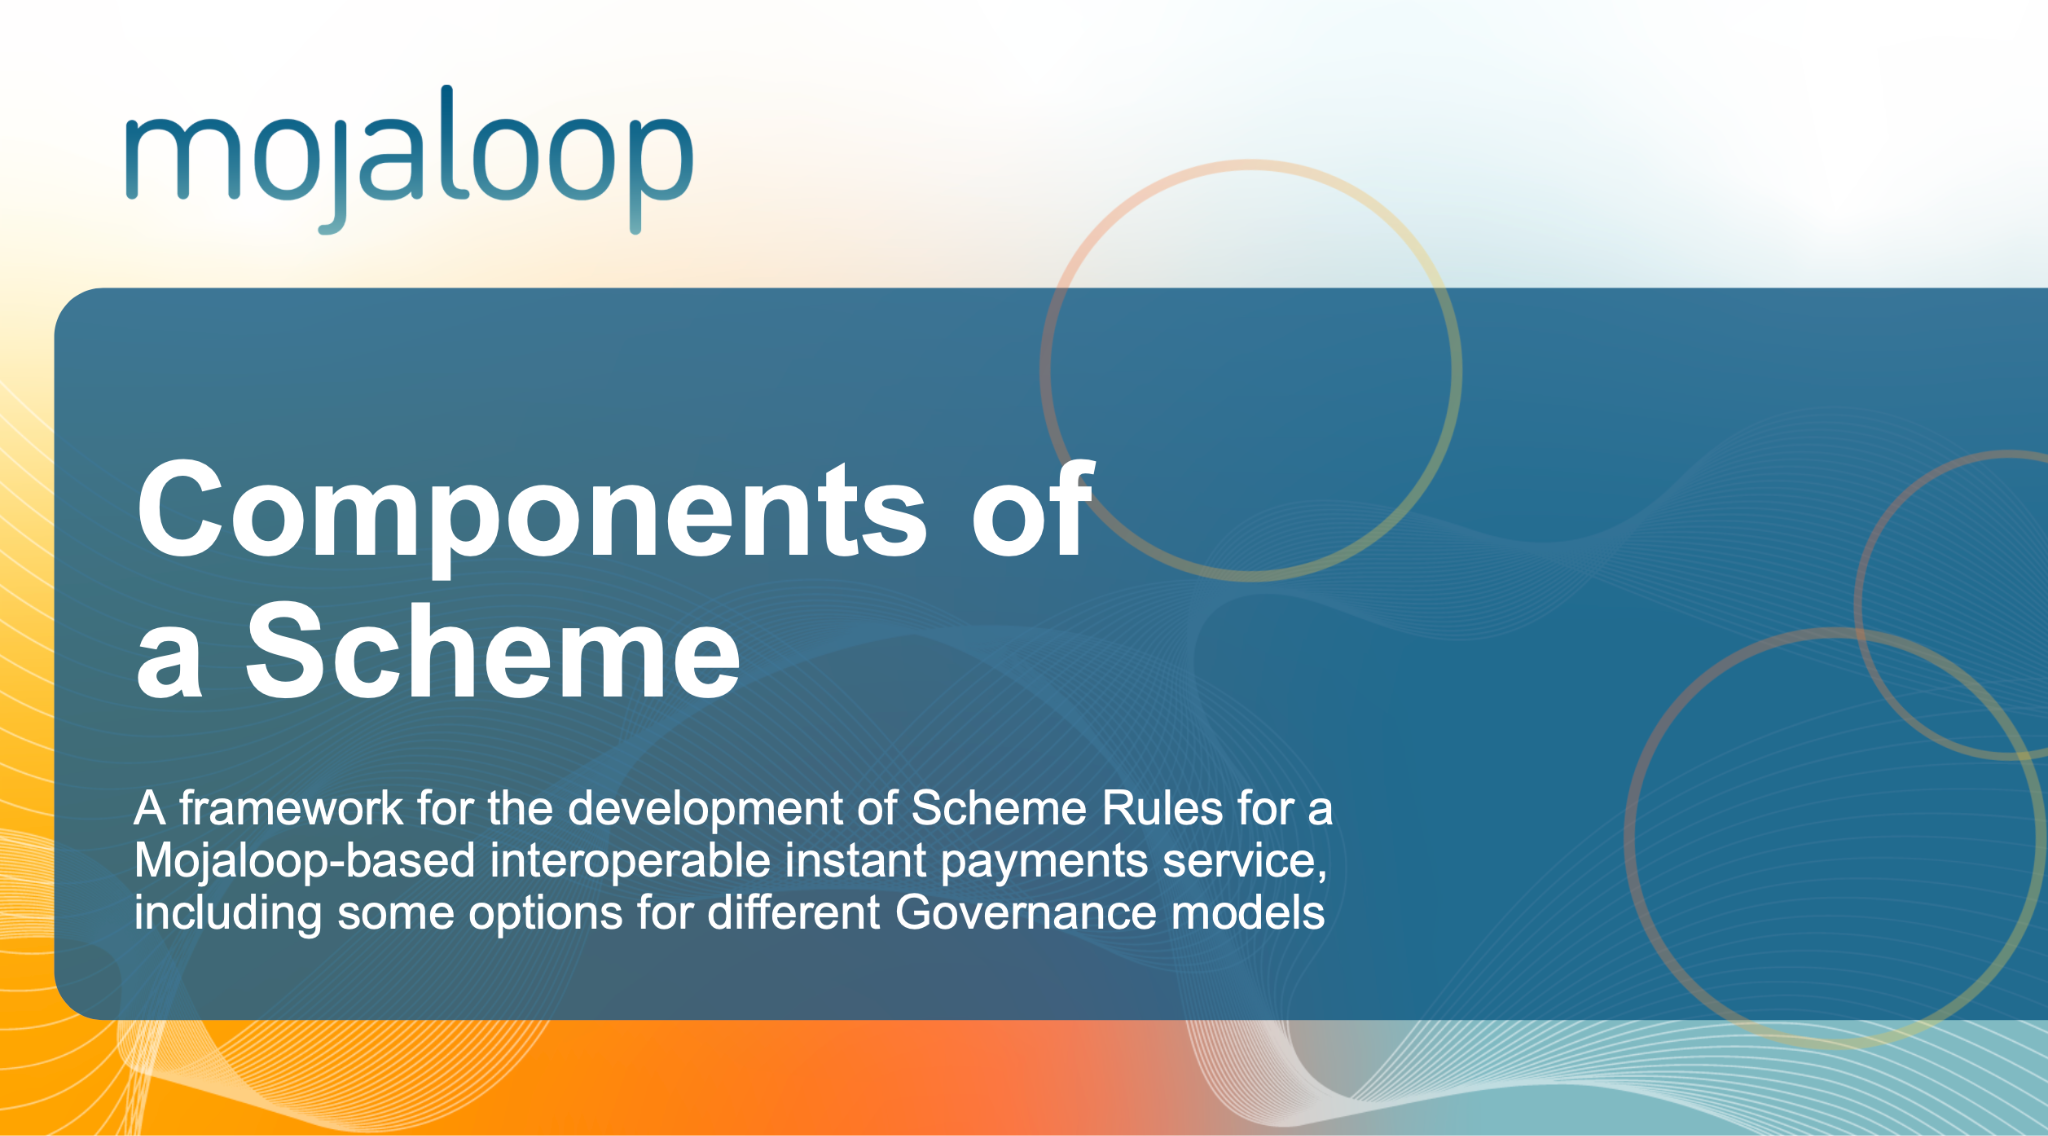 mojaloop
Components of
a Scheme
A framework for the development of Scheme Rules for a
Mojaloop-based interoperable instant payments service,
including some options for different Governance models